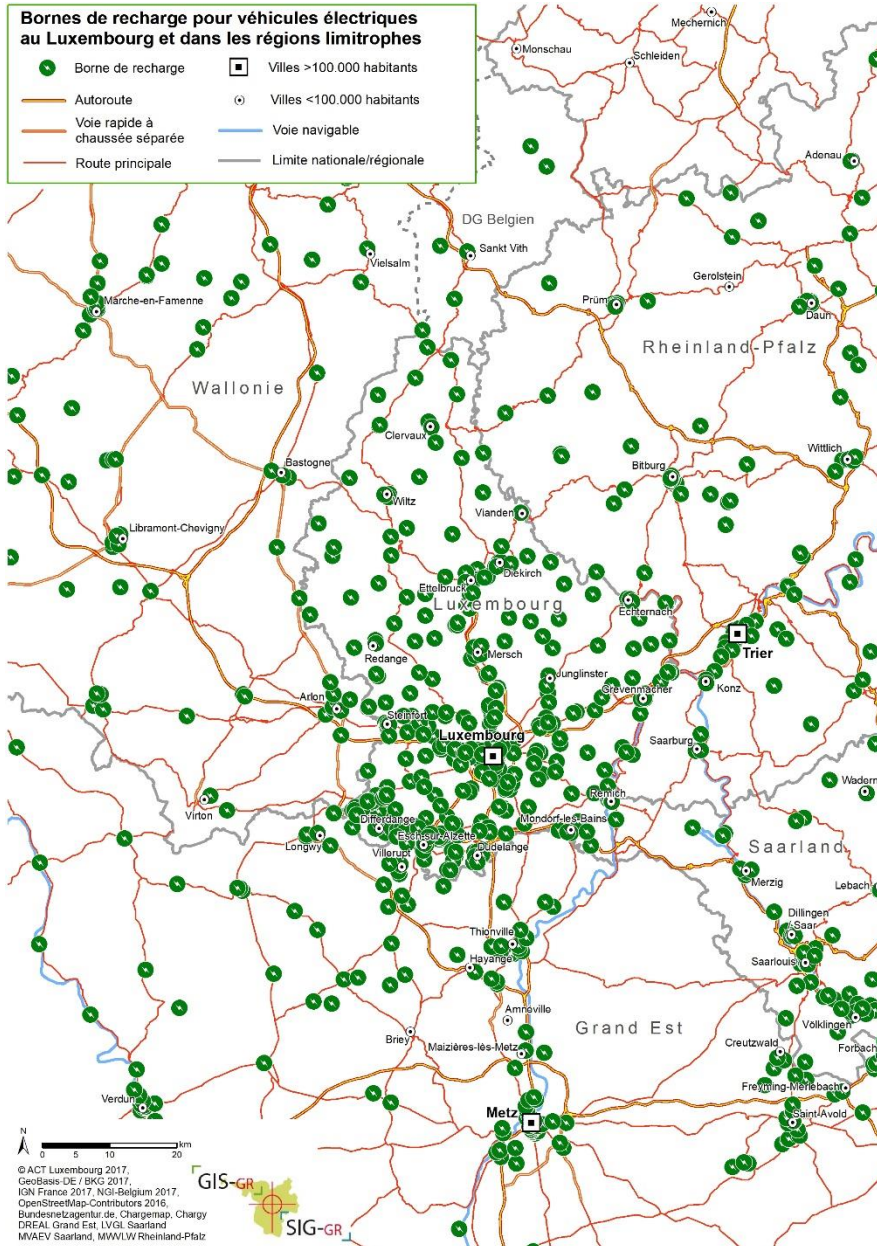 Bornes de recharge pour véhicules électriques
au Luxembourg et dans les régions limitrophes
Borne de recharge
Villes >100.000 habitants
Autoroute
Villes <100.000 habitants
Voie rapide à
chaussée séparée
Voie navigable
Route principale
Limite nationale/régionale
Mechernich
Monschau
Schleiden
Adenau
DG Belgien
Sankt Vith
Vielsalm
Gerolstein
Marche-en-Famenne
Prüm
Daun
Rheinland-Pfalz
Wallonie
Clervaux
Bastogne
Wittlich
Bitburg
Wiltz
Vianden
Libramont-Chevigny
Diekirch
Ettelbruck
Luxembourg
Echternach
Redange
Mersch
Trier
Junglinster
Konz
Grevenmacher
Arlon
Steinfort
Luxembourg
Saarburg
Wadern
Virton
Remich
Differdange
Mondorf-les-Bains
Longwy
Esch-sur-Alzette
Villerupt
Dudelange
Saarland
Merzig
Lebach
Dillingen
/Saar
Thionville
Hayange
Saarlouis
Amneville
Grand Est
Völklingen
Briey
Creutzwald
Forbach
Maizières-lès-Metz
Freyming-Merlebach
Verdun
Metz
Saint-Avold
N
0 5 10 20 km
© ACT Luxembourg 2017,
GeoBasis-DE / BKG 2017,
IGN France 2017, NGI-Belgium 2017,
OpenStreetMap-Contributors 2016,
Bundesnetzagentur.de, Chargemap, Chargy
DREAL Grand Est, LVGL Saarland
MVAEV Saarland, MWVLW Rheinland-Pfalz
GIS-GR
SIG-GR